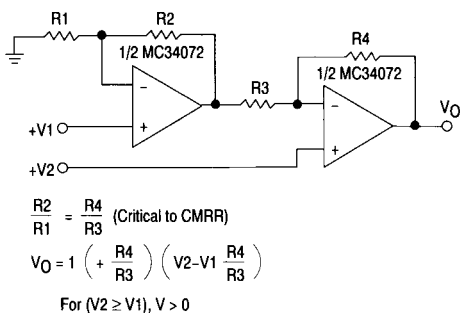 R1
R2
1/2 MC34072
R4
1/2 MC34072
R3
VO
−
+
−
+
+V1
+V2
R2/R1 = R4/R3 (Critical to CMRR)
VO = 1 ( + R4/R3 ) ( V2–V1 R4/R3 )
For (V2 ≥ V1), V > 0